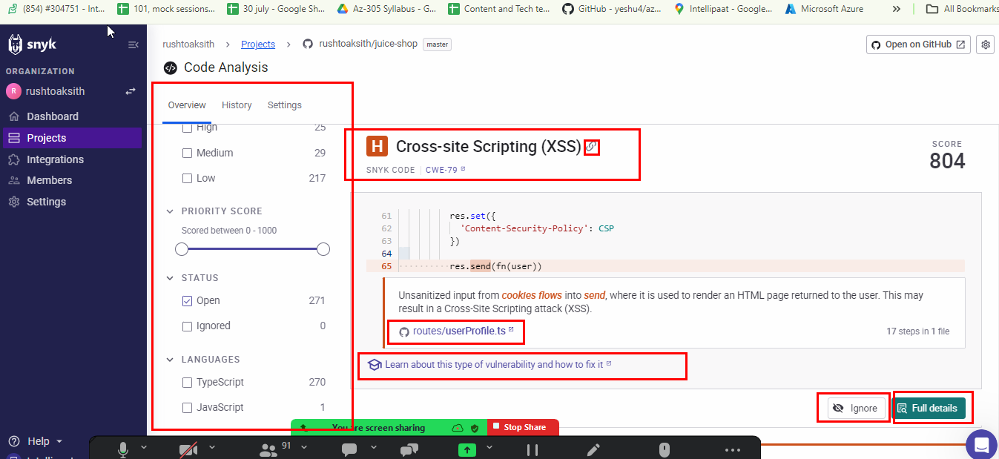 (854) #304751 - Int...
101, mock sessions...
30 july - Google Sh...
Az-305 Syllabus - G...
Content and Tech te...
GitHub - yeshu4/az...
Intellipaat - Google...
Microsoft Azure
»
All Bookmarks
snyk
ORGANIZATION
R rushtoaksith
Dashboard
Projects
Integrations
Members
Settings
Help
rushtoaksith > Projects > rushtoaksith/juice-shop master
Open on GitHub
</> Code Analysis
Overview History Settings
High 25
Medium 29
Low 217
PRIORITY SCORE
Scored between 0 - 1000
STATUS
Open 271
Ignored 0
LANGUAGES
TypeScript 270
JavaScript 1
H Cross-site Scripting (XSS)
SNYK CODE | CWE-79
SCORE
804
61 res.set({
62 'Content-Security-Policy': CSP
63 })
64
65 res.send(fn(user))
Unsanitized input from cookies flows into send, where it is used to render an HTML page returned to the user. This may
result in a Cross-Site Scripting attack (XSS).
routes/userProfile.ts
17 steps in 1 file
Learn about this type of vulnerability and how to fix it
Ignore
Full details
You are screen sharing
Stop Share
91